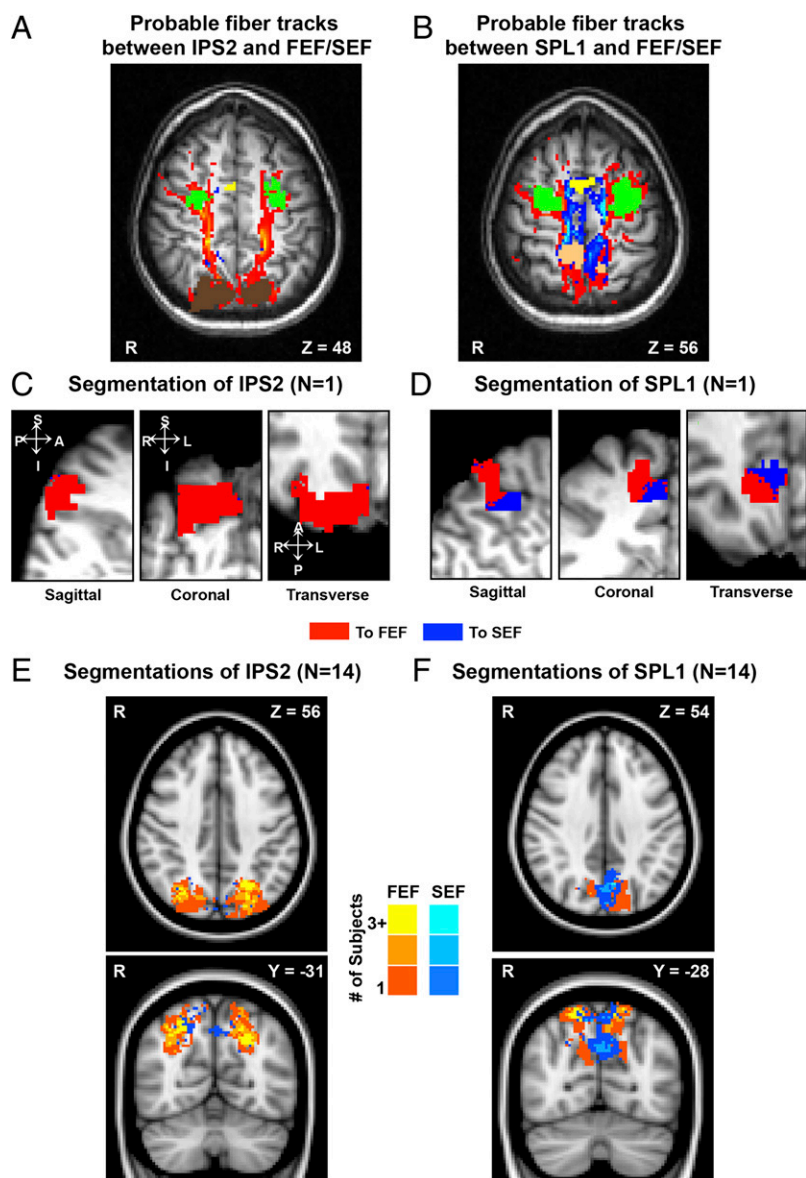 A
Probable fiber tracks
between IPS2 and FEF/SEF
B
Probable fiber tracks
between SPL1 and FEF/SEF
R
Z = 48
R
Z = 56
C
Segmentation of IPS2 (N=1)
D
Segmentation of SPL1 (N=1)
S
P A
I
S
R L
I
A
R L
P
Sagittal
Coronal
Transverse
Sagittal
Coronal
Transverse
To FEF
To SEF
E
Segmentations of IPS2 (N=14)
F
Segmentations of SPL1 (N=14)
R
Z = 56
R
Z = 54
FEF SEF
3+
1
# of Subjects
R
Y = -31
R
Y = -28